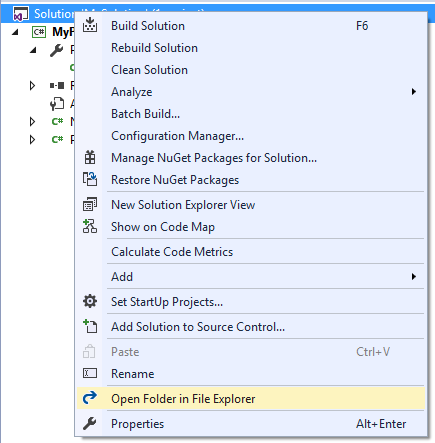 Solution
Build Solution F6
MyF
Rebuild Solution
Clean Solution
Analyze
Batch Build...
Configuration Manager...
Manage NuGet Packages for Solution...
Restore NuGet Packages
New Solution Explorer View
Show on Code Map
Calculate Code Metrics
Add
Set StartUp Projects...
Add Solution to Source Control...
Paste Ctrl+V
Rename
Open Folder in File Explorer
Properties Alt+Enter